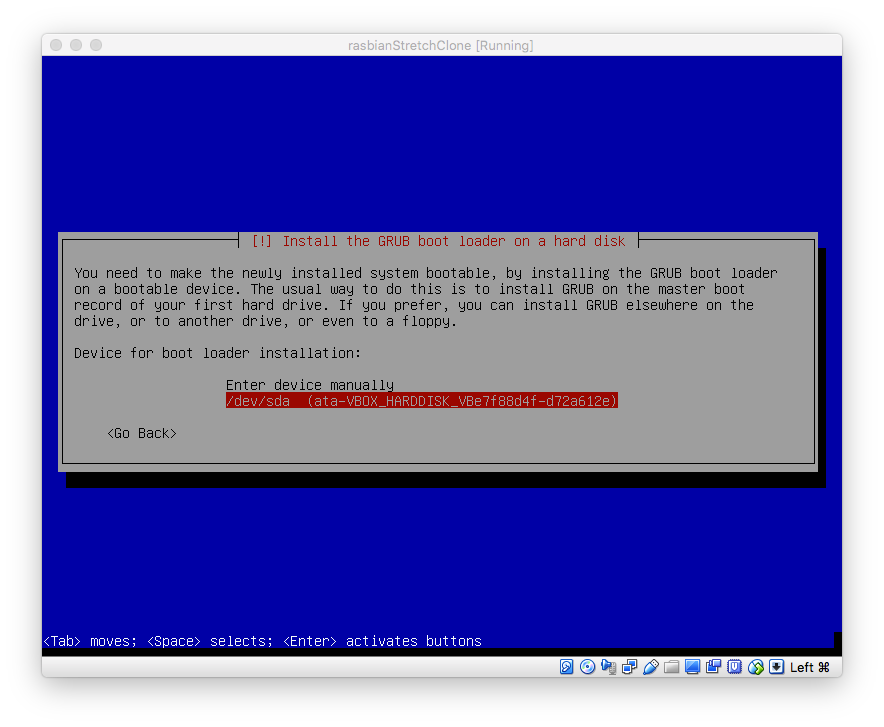 rasbianStretchClone [Running]
[!] Install the GRUB boot loader on a hard disk
You need to make the newly installed system bootable, by installing the GRUB boot loader
on a bootable device. The usual way to do this is to install GRUB on the master boot
record of your first hard drive. If you prefer, you can install GRUB elsewhere on the
drive, or to another drive, or even to a floppy.
Device for boot loader installation:
Enter device manually
/dev/sda (ata-VBOX_HARDDISK_VBe7f88d4f-d72a612e)
<Go Back>
<Tab> moves; <Space> selects; <Enter> activates buttons
Left ⌘